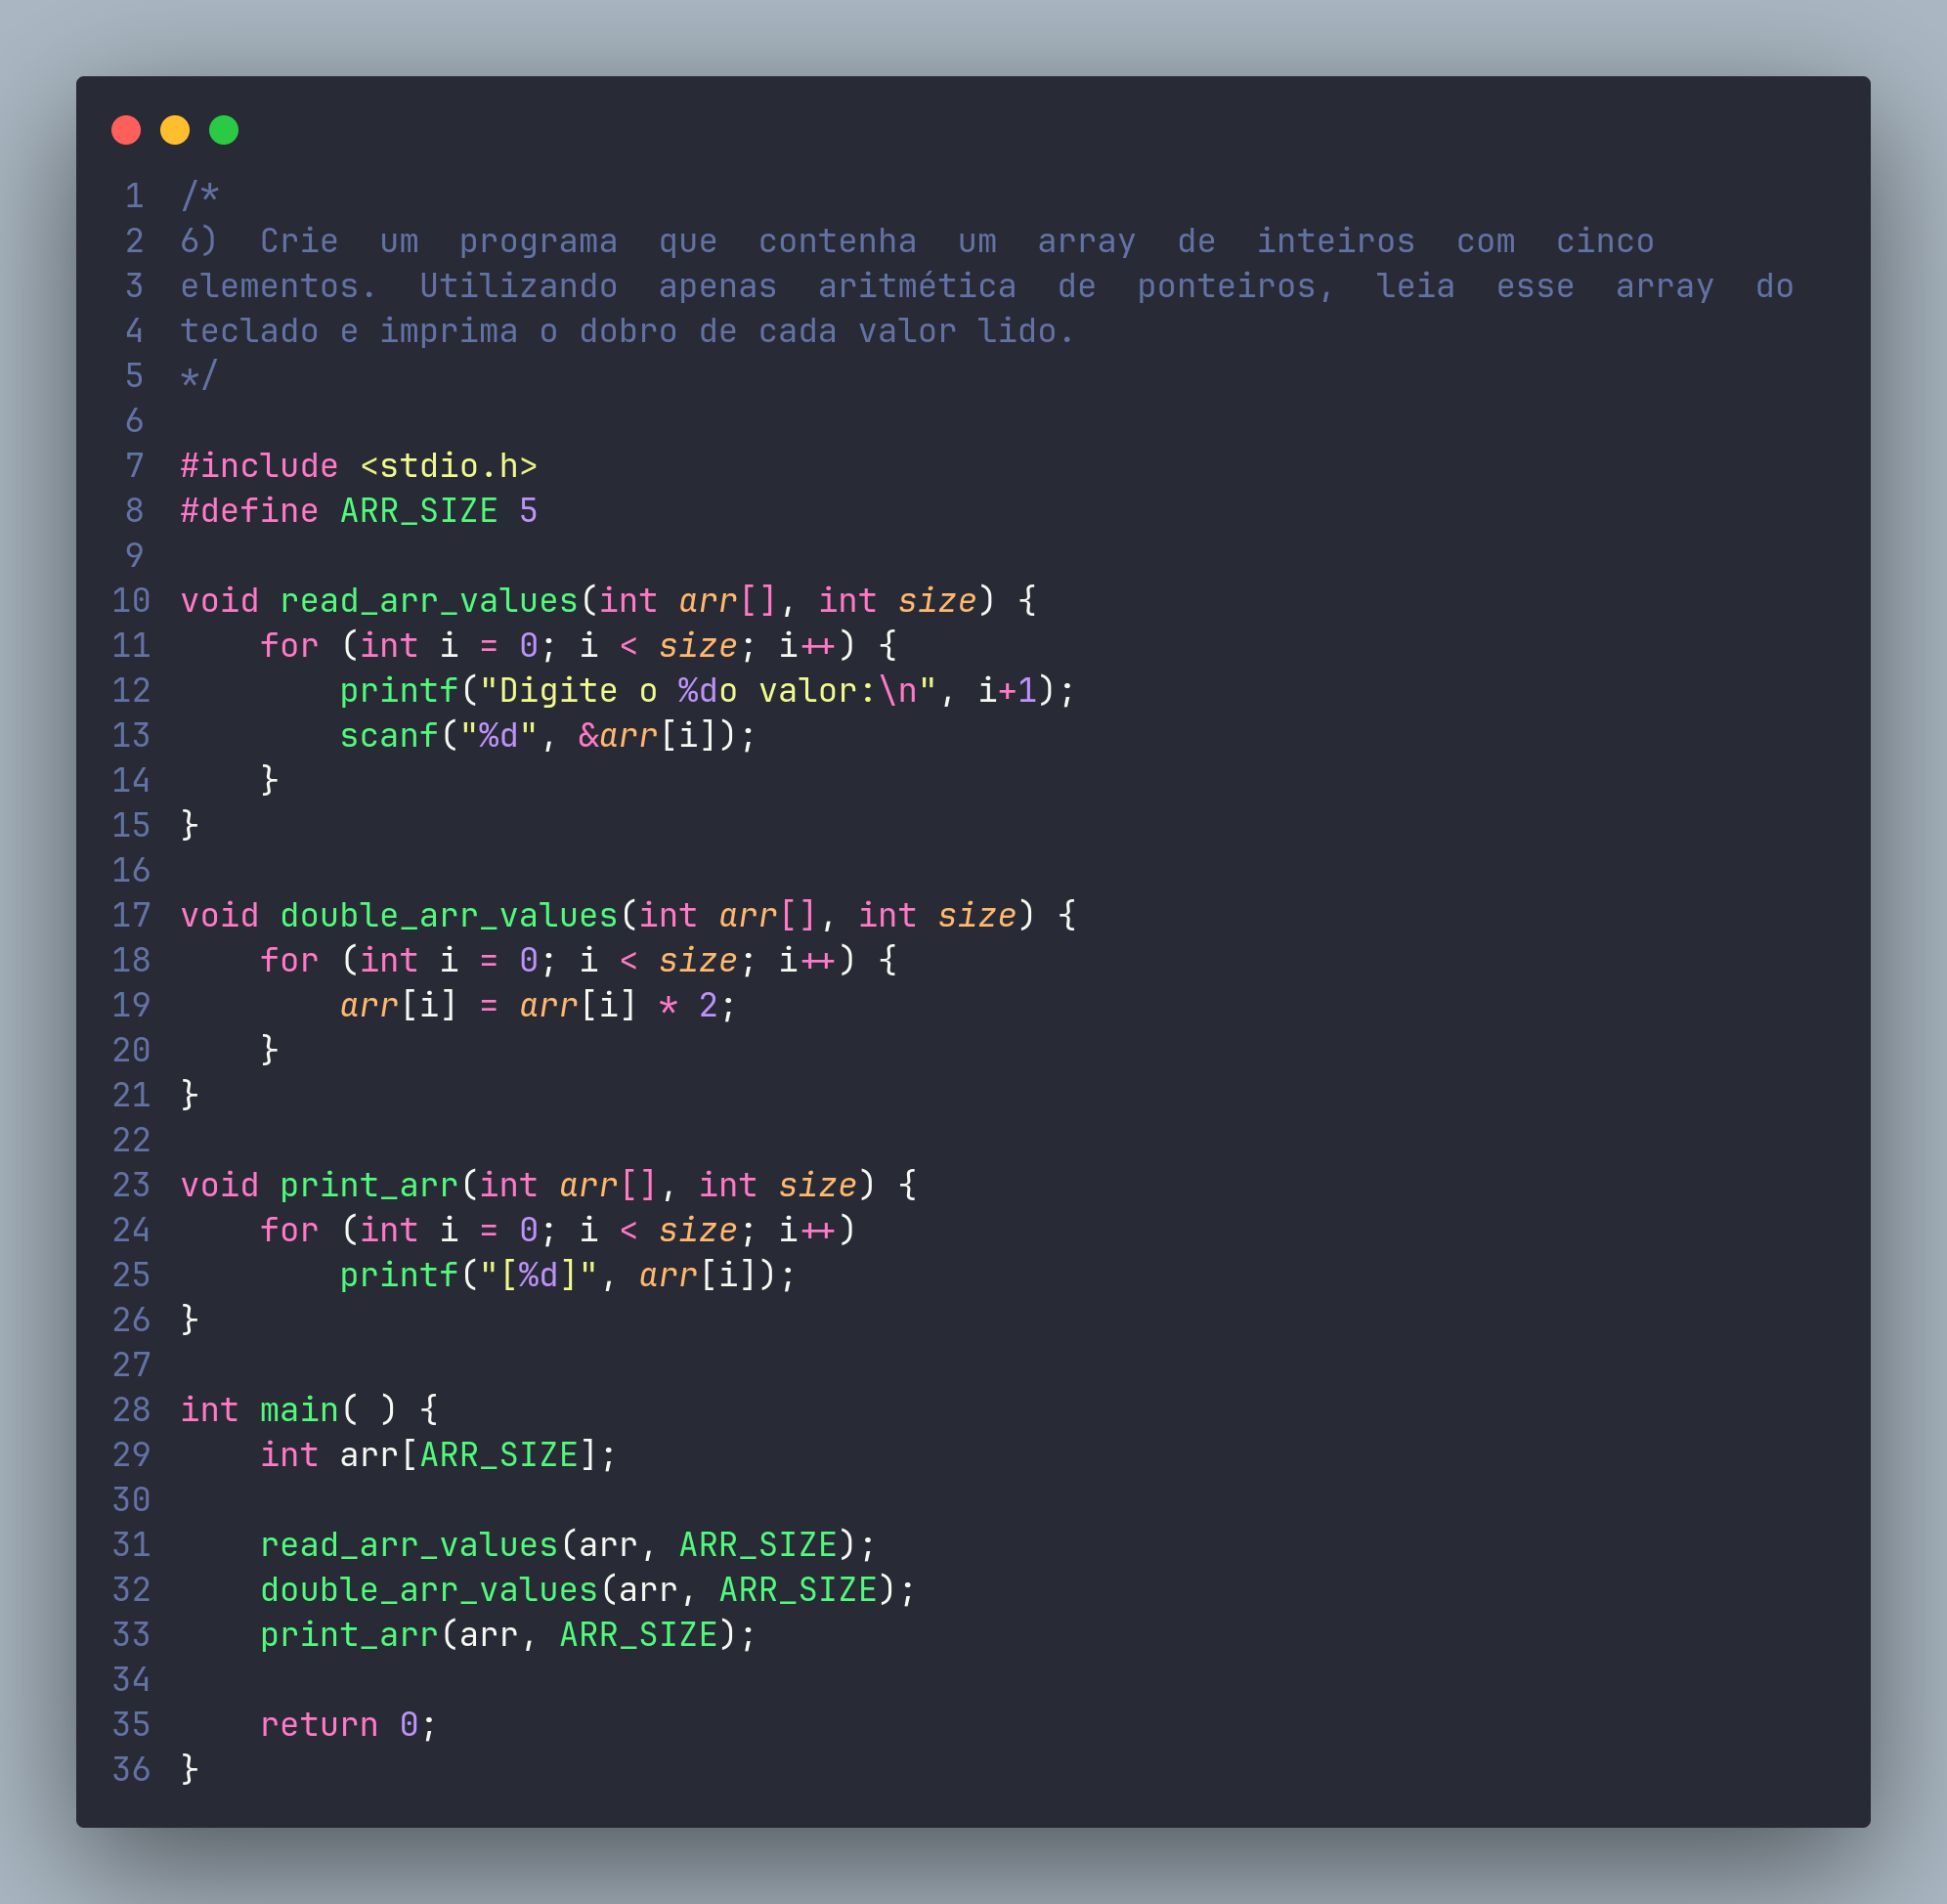 1 /*
2 6)  Crie  um  programa  que  contenha  um  array  de  inteiros  com  cinco
3 elementos.  Utilizando  apenas  aritmética  de  ponteiros,  leia  esse  array  do
4 teclado e imprima o dobro de cada valor lido.
5 */
6
7 #include <stdio.h>
8 #define ARR_SIZE 5
9
10 void read_arr_values(int arr[], int size) {
11     for (int i = 0; i < size; i++) {
12         printf("Digite o %do valor:\n", i+1);
13         scanf("%d", &arr[i]);
14     }
15 }
16
17 void double_arr_values(int arr[], int size) {
18     for (int i = 0; i < size; i++) {
19         arr[i] = arr[i] * 2;
20     }
21 }
22
23 void print_arr(int arr[], int size) {
24     for (int i = 0; i < size; i++)
25         printf("[%d]", arr[i]);
26 }
27
28 int main( ) {
29     int arr[ARR_SIZE];
30
31     read_arr_values(arr, ARR_SIZE);
32     double_arr_values(arr, ARR_SIZE);
33     print_arr(arr, ARR_SIZE);
34
35     return 0;
36 }